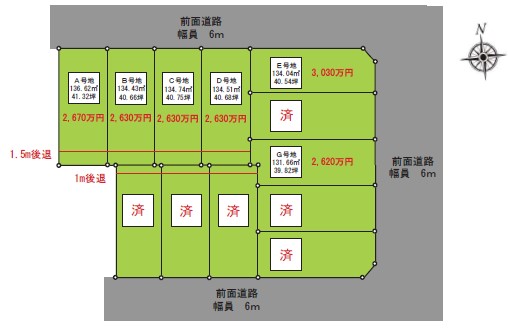 前面道路
幅員 6m
N
A号地
136.62㎡
41.32坪
2,670万円
B号地
134.43㎡
40.66坪
2,630万円
C号地
134.74㎡
40.75坪
2,630万円
D号地
134.51㎡
40.68坪
2,630万円
E号地
134.04㎡
40.54坪
3,030万円
済
G号地
131.66㎡
39.82坪
2,620万円
前面道路
幅員 6m
1.5m後退
1m後退
済
済
済
済
済
前面道路
幅員 6m